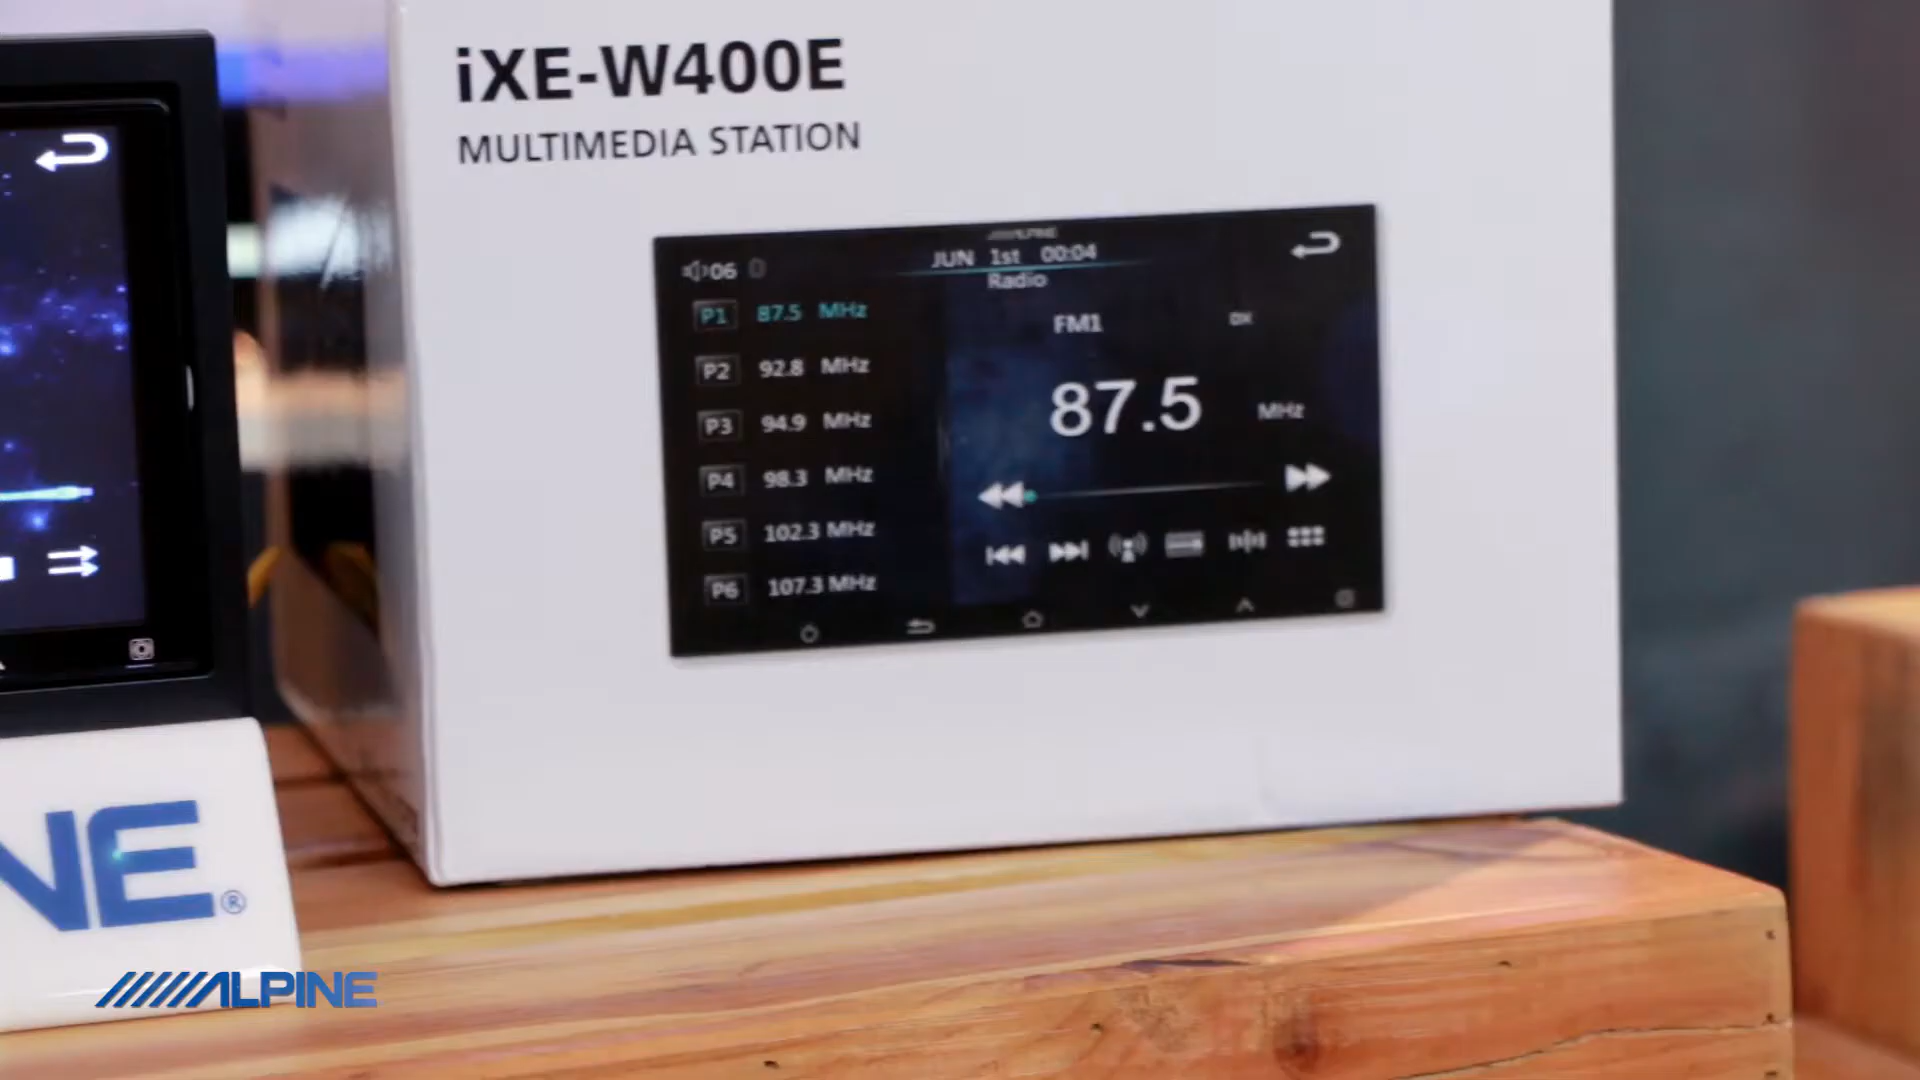 iXE-W400E
MULTIMEDIA STATION
ALPINE
06
JUN 1st 00:04
Radio
P1 87.5 MHz
P2 92.8 MHz
P3 94.9 MHz
P4 98.3 MHz
P5 102.3 MHz
P6 107.3 MHz
FM1
DX
87.5 MHz
NE®
ALPINE